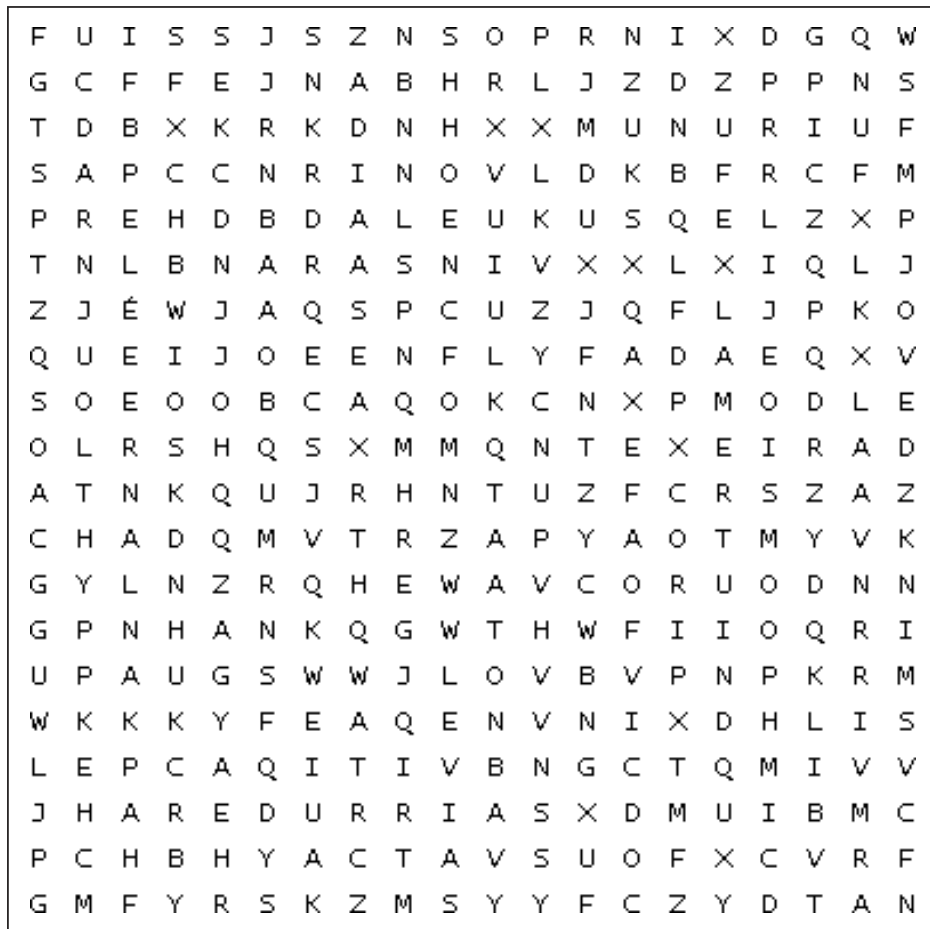 F U I S S J S Z N S O P R N I X D G Q W
G C F F E J N A B H R L J Z D Z P P N S
T D B X K R K D N H X X M U N U R I U F
S A P C C N R I N O V L D K B F R C F M
P R E H D B D A L E U K U S Q E L Z X P
T N L B N A R A S N I V X X L X I Q L J
Z J É W J A Q S P C U Z J Q F L J P K O
Q U E I J O E E N F L Y F A D A E Q X V
S O E O O B C A Q O K C N X P M O D L E
O L R S H Q S X M M Q N T E X E I R A D
A T N K Q U J R H N T U Z F C R S Z A Z
C H A D Q M V T R Z A P Y A O T M Y V K
G Y L N Z R Q H E W A V C O R U O D N N
G P N H A N K Q G W T H W F I I O Q R I
U P A U G S W W J L O V B V P N P K R M
W K K K Y F E A Q E N V N I X D H L I S
L E P C A Q I T I V B N G C T Q M I V V
J H A R E D U R R I A S X D M U I B M C
P C H B H Y A C T A V S U O F X C V R F
G M F Y R S K Z M S Y Y F C Z Y D T A N